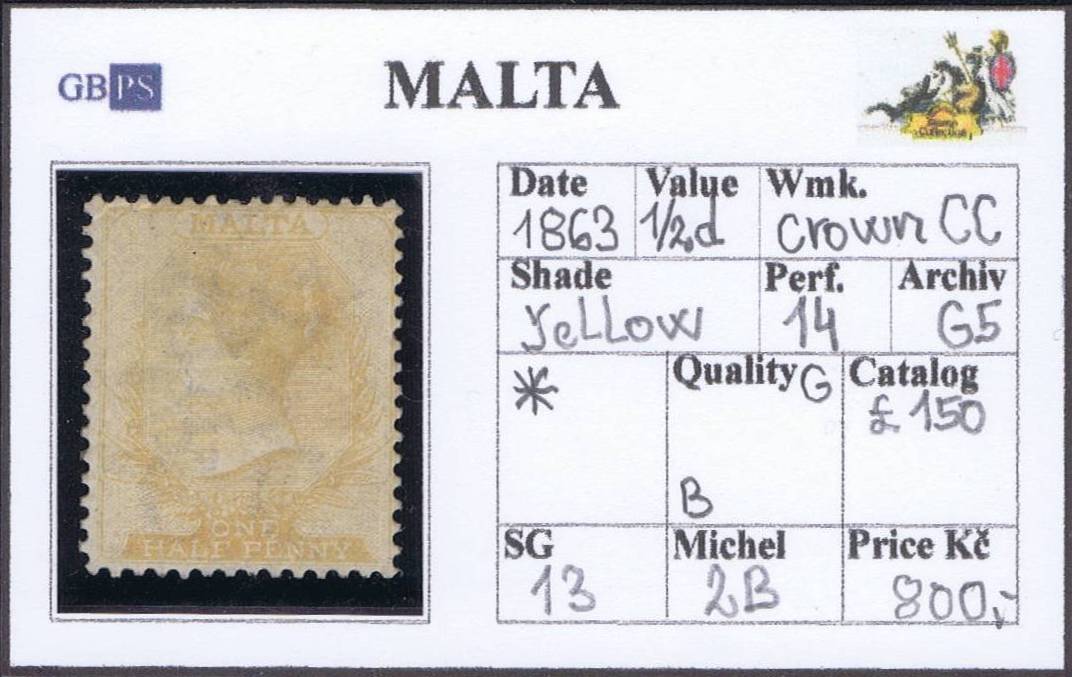 GBPS
MALTA
MALTA
ONE
HALF PENNY
Date Value Wmk.
1863 1/2d crown CC
Shade Perf. Archiv
yellow 14 G5
* Quality G Catalog
£ 150
B
SG Michel Price Kč
13 2B 800,-